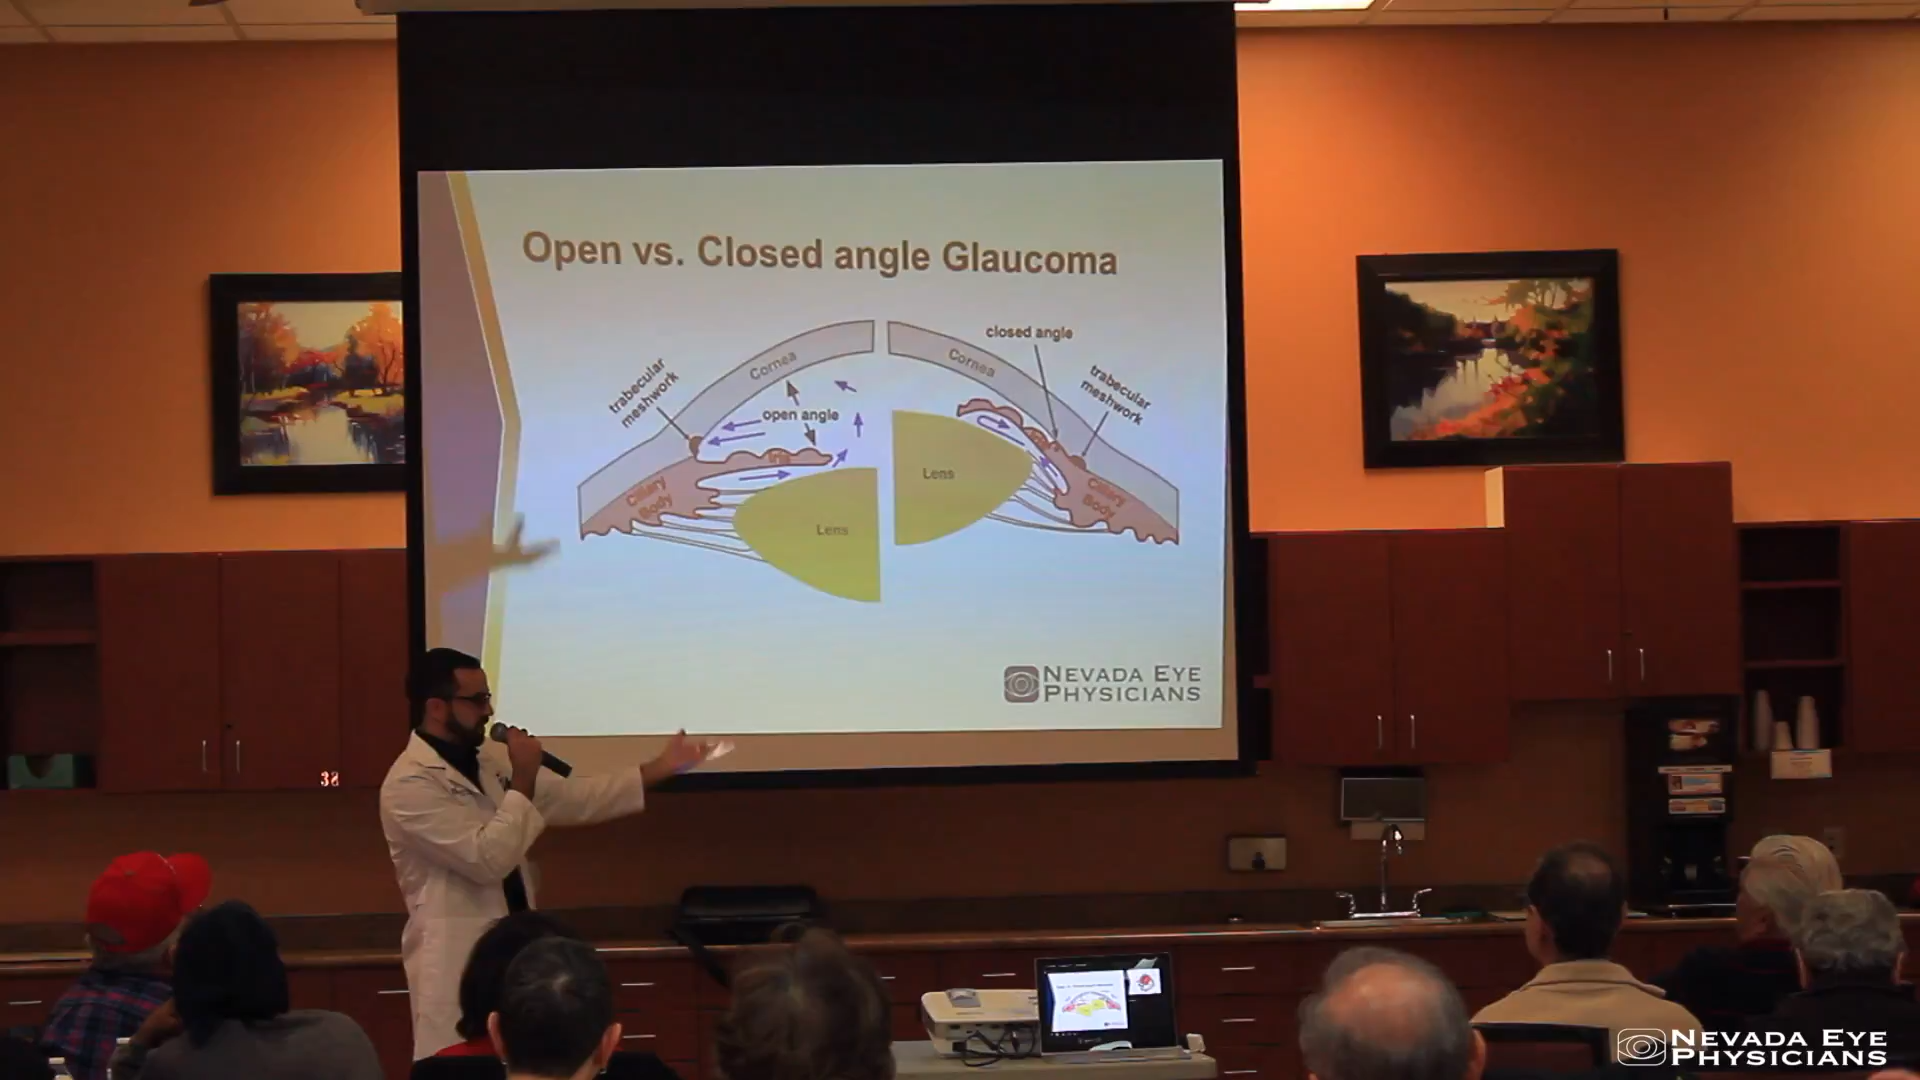 Open vs. Closed angle Glaucoma
trabecular
meshwork
Cornea
open angle
Iris
Ciliary
Body
Lens
Cornea
closed angle
trabecular
meshwork
Lens
Ciliary
Body
NEVADA EYE
PHYSICIANS
38
NEVADA EYE
PHYSICIANS